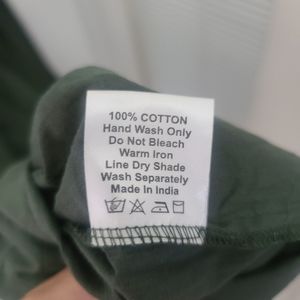 100% COTTON
Hand Wash Only
Do Not Bleach
Warm Iron
Line Dry Shade
Wash Separately
Made In India